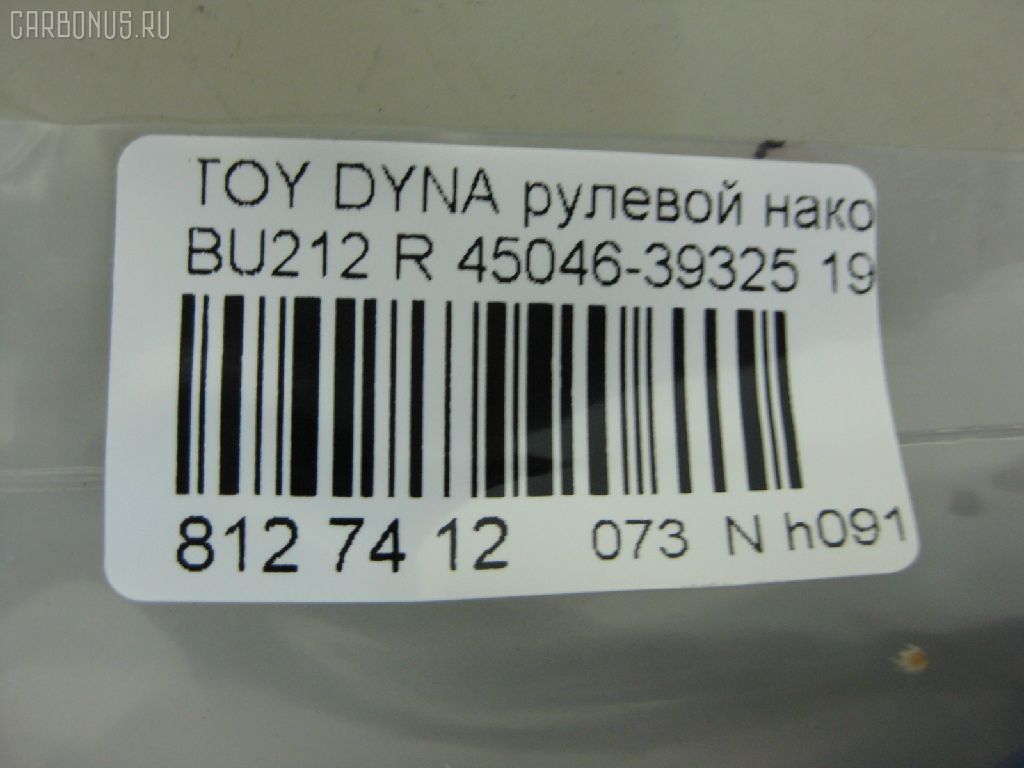 CARBONUS.RU
TOY DYNA рулевой нако
BU212 R 45046-39325 19
812 74 12 073 N h091